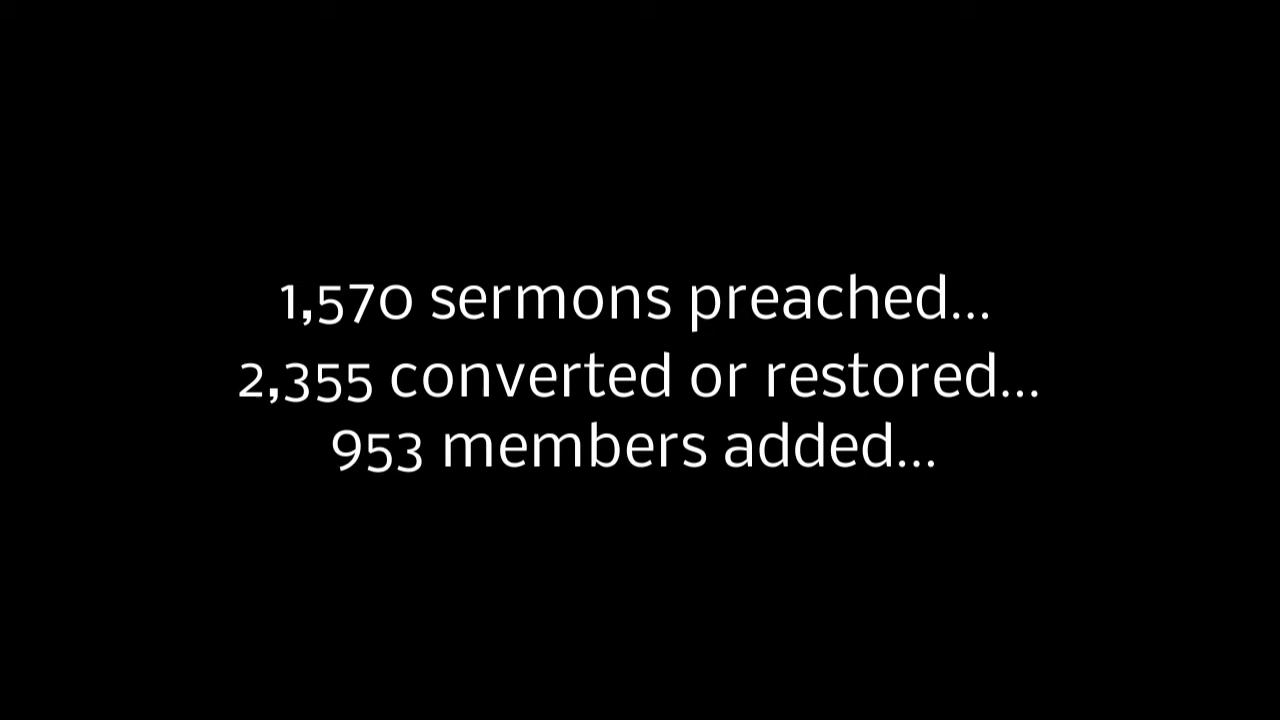 1,570 sermons preached...
2,355 converted or restored...
953 members added...